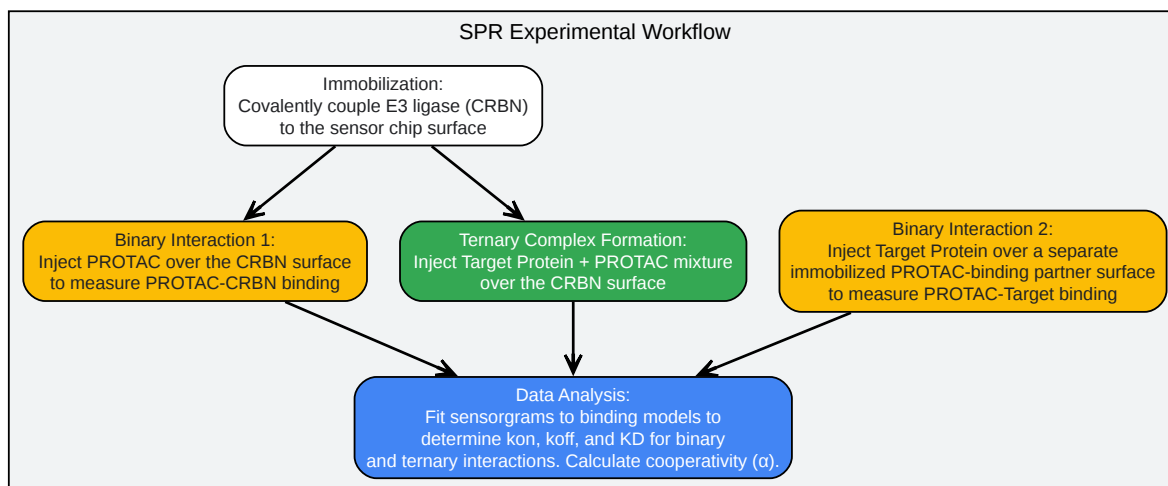 SPR Experimental Workflow
Immobilization:
Covalently couple E3 ligase (CRBN)
to the sensor chip surface
Binary Interaction 1:
Inject PROTAC over the CRBN surface
to measure PROTAC-CRBN binding
Ternary Complex Formation:
Inject Target Protein + PROTAC mixture
over the CRBN surface
Binary Interaction 2:
Inject Target Protein over a separate
immobilized PROTAC-binding partner surface
to measure PROTAC-Target binding
Data Analysis:
Fit sensorgrams to binding models to
determine kon, koff, and KD for binary
and ternary interactions. Calculate cooperativity (α).